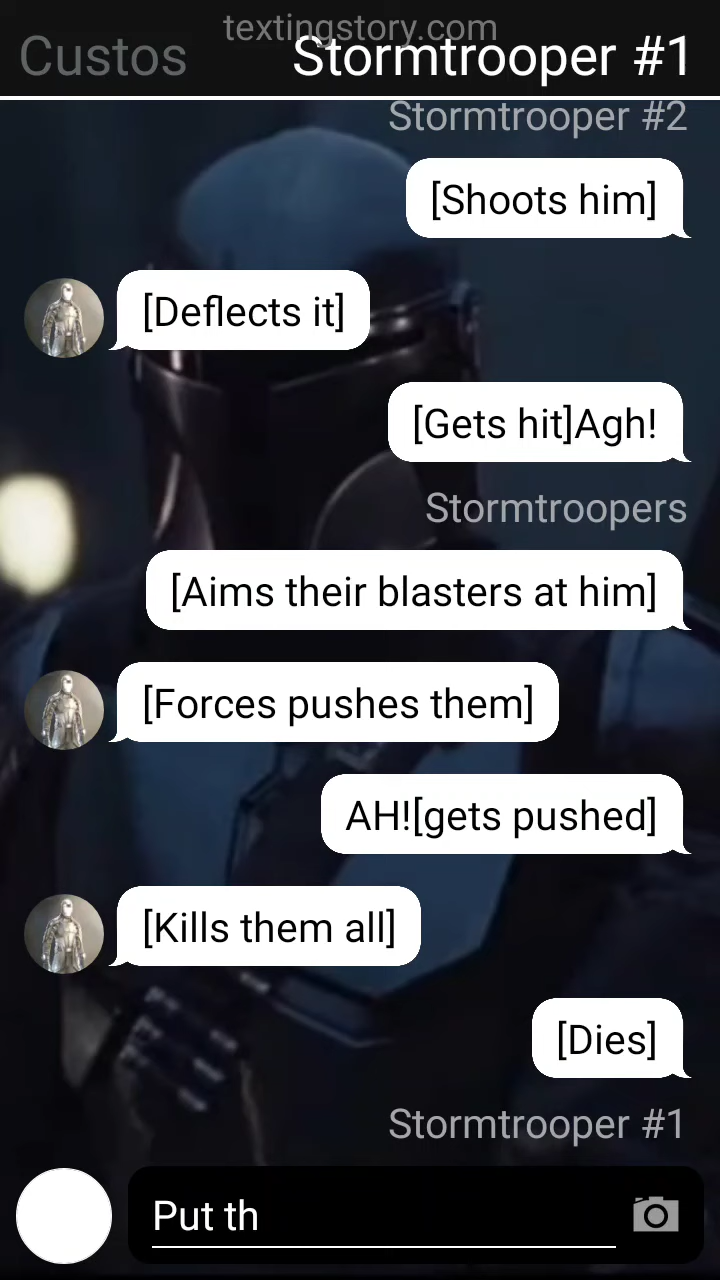 textingstory.com
Custos
Stormtrooper #1
Stormtrooper #2
[Shoots him]
[Deflects it]
[Gets hit]Agh!
Stormtroopers
[Aims their blasters at him]
[Forces pushes them]
AH![gets pushed]
[Kills them all]
[Dies]
Stormtrooper #1
Put th